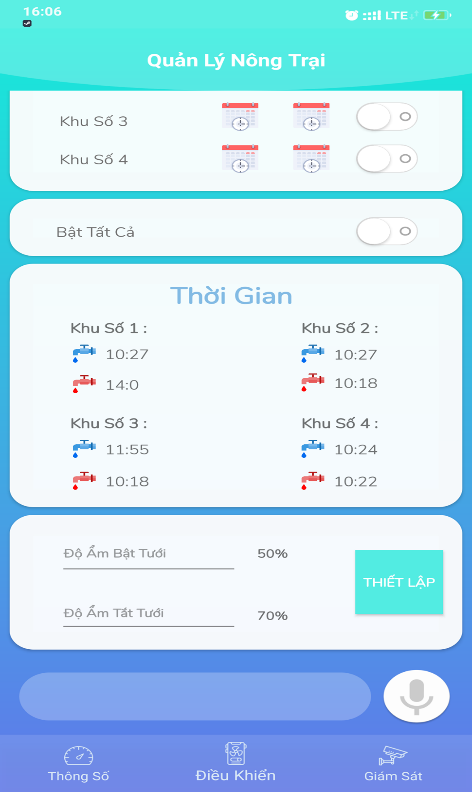 16:06
LTE
Quản Lý Nông Trại
Khu Số 3
Khu Số 4
Bật Tất Cả
Thời Gian
Khu Số 1 : Khu Số 2 :
10:27 10:27
14:0 10:18
Khu Số 3 : Khu Số 4 :
11:55 10:24
10:18 10:22
Độ Ẩm Bật Tưới 50%
THIẾT LẬP
Độ Ẩm Tắt Tưới 70%
Thông Số Điều Khiển Giám Sát